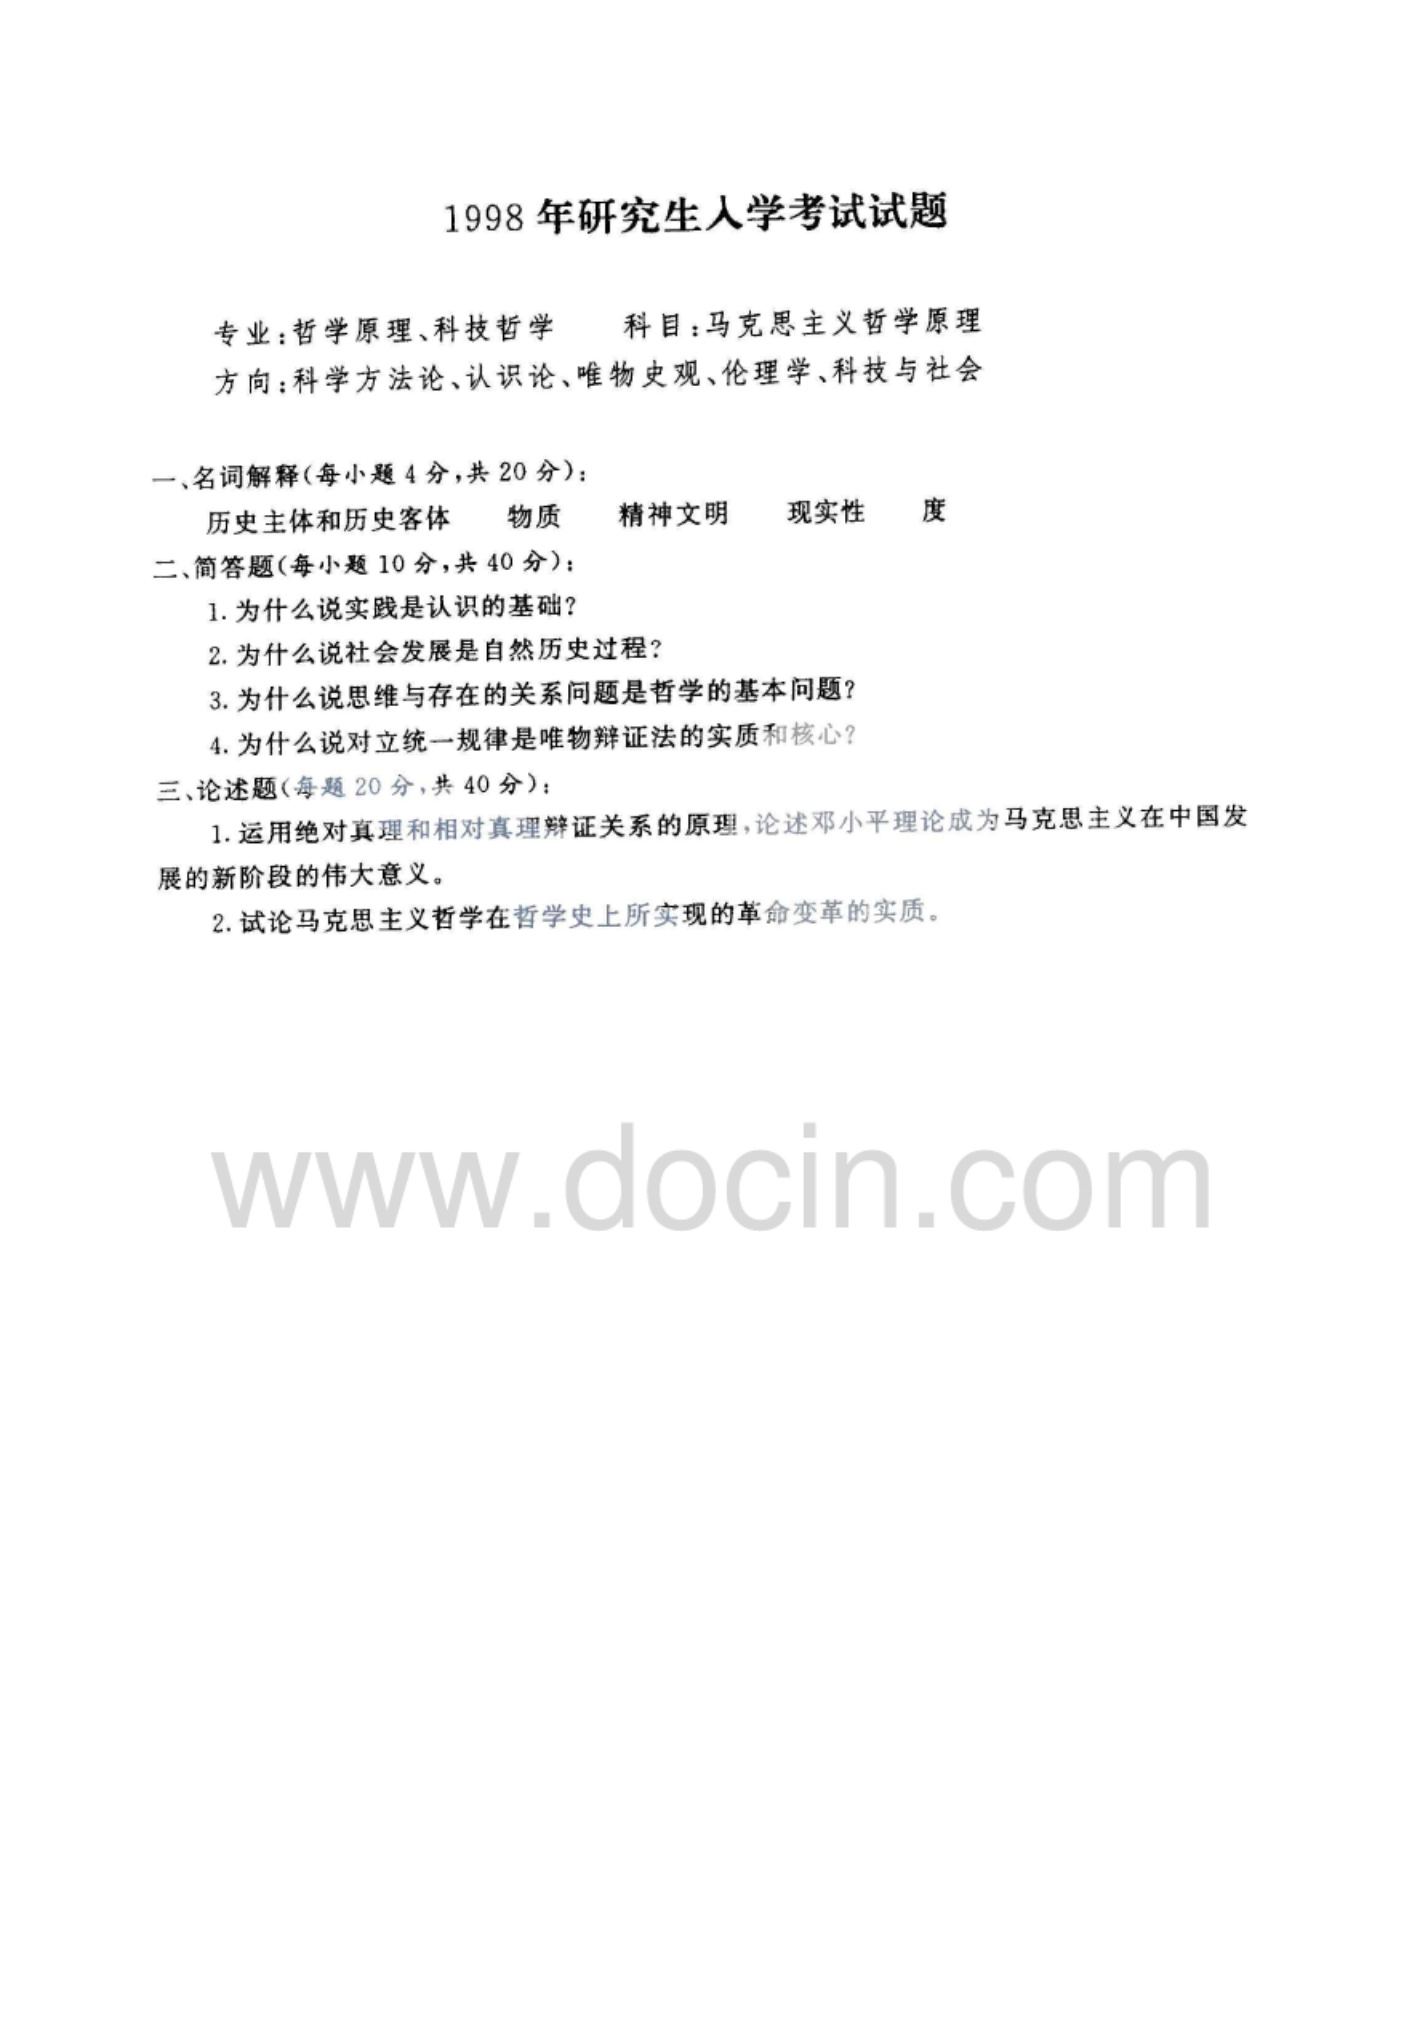 1998年研究生入学考试试题
专业:哲学原理、科技哲学 科目:马克思主义哲学原理
方向:科学方法论、认识论、唯物史观、伦理学、科技与社会
一、名词解释(每小题4分,共20分):
历史主体和历史客体 物质 精神文明 现实性 度
二、简答题(每小题10分,共40分):
1.为什么说实践是认识的基础?
2.为什么说社会发展是自然历史过程?
3.为什么说思维与存在的关系问题是哲学的基本问题?
4.为什么说对立统一规律是唯物辩证法的实质和核心?
三、论述题(每题20分,共40分):
1.运用绝对真理和相对真理辩证关系的原理,论述邓小平理论成为马克思主义在中国发
展的新阶段的伟大意义。
2.试论马克思主义哲学在哲学史上所实现的革命变革的实质。
www.docin.com